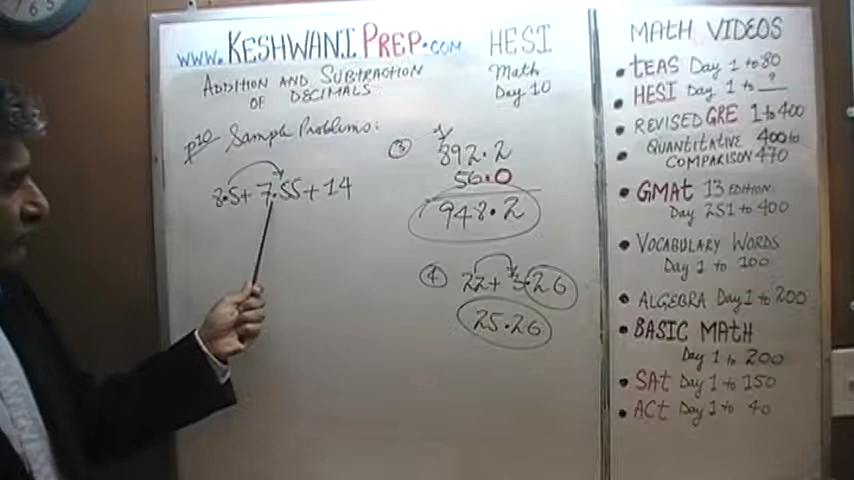 www.KESHWANIPREP.COM
ADDITION AND SUBTRACTION
OF DECIMALS
HESI
Math
Day 10
p10 Sample Problems:
8.5+ 7.55+14
③ 892.2
56.0
948.2
④ 22+ 3.26
25.26
MATH VIDEOS
• TEAS Day 1 to 80
• HESI Day 1 to ?
• REVISED GRE 1 to 400
• QUANTITATIVE 400 to
COMPARISON 470
• GMAt 13 EDITION
Day 251 to 400
• VOCABULARY WORDS
Day 1 to 100
• ALGEBRA Day 1 to 200
• BASIC MATH
Day 1 to 200
• SAt Day 1 to 150
• ACt Day 1 to 40